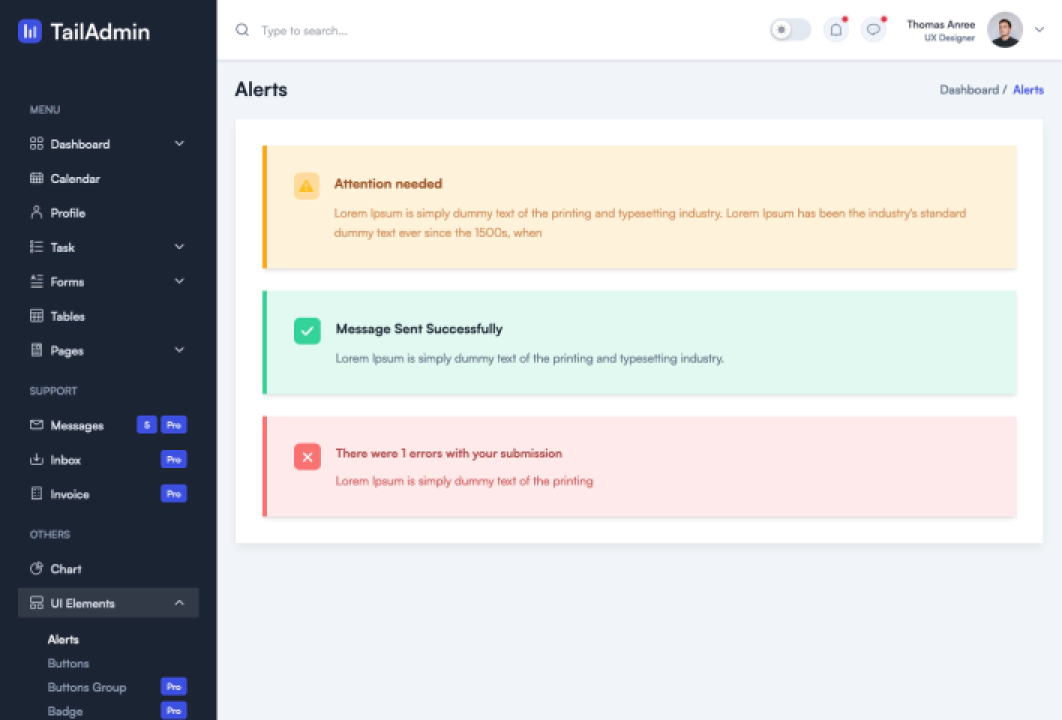 TailAdmin
MENU
Dashboard
Calendar
Profile
Task
Forms
Tables
Pages
SUPPORT
Messages 5 Pro
Inbox Pro
Invoice Pro
OTHERS
Chart
UI Elements
Alerts
Buttons
Buttons Group Pro
Badge Pro
Type to search...
Thomas Anree
UX Designer
Alerts
Dashboard / Alerts
Attention needed
Lorem Ipsum is simply dummy text of the printing and typesetting industry. Lorem Ipsum has been the industry's standard
dummy text ever since the 1500s, when
Message Sent Successfully
Lorem Ipsum is simply dummy text of the printing and typesetting industry.
There were 1 errors with your submission
Lorem Ipsum is simply dummy text of the printing